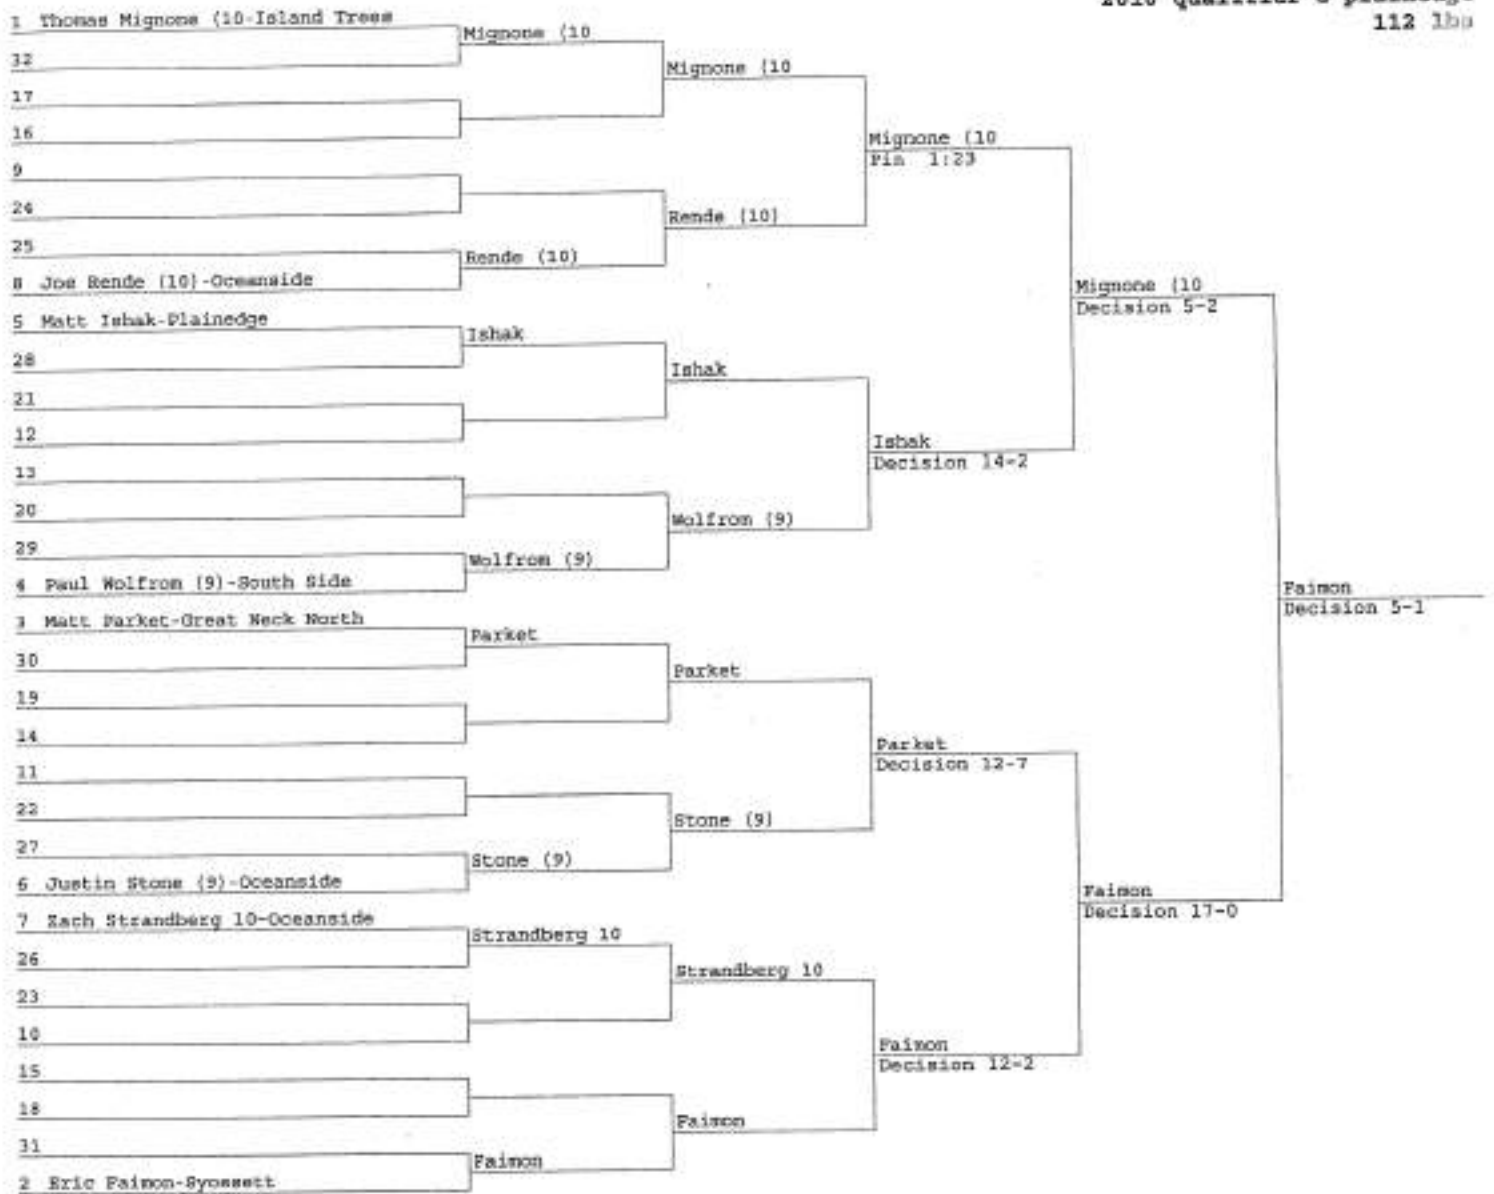 112 lbs
1 Thomas Mignone (10-Island Trees
32
17
16
9
24
25
8 Joe Rende (10)-Oceanside
5 Matt Ishak-Plainedge
28
21
12
13
20
29
4 Paul Wolfrom (9)-South Side
3 Matt Parket-Great Neck North
30
19
14
11
22
27
6 Justin Stone (9)-Oceanside
7 Zach Strandberg 10-Oceanside
26
23
10
15
18
31
2 Eric Faimon-Syossett
Mignone (10
Rende (10)
Ishak
Wolfrom (9)
Parket
Stone (9)
Strandberg 10
Faimon
Mignone (10
Rende (10)
Ishak
Wolfrom (9)
Parket
Stone (9)
Strandberg 10
Faimon
Mignone (10
Pin 1:23
Ishak
Decision 14-2
Parket
Decision 12-7
Faimon
Decision 12-2
Mignone (10
Decision 5-2
Faimon
Decision 17-0
Faimon
Decision 5-1